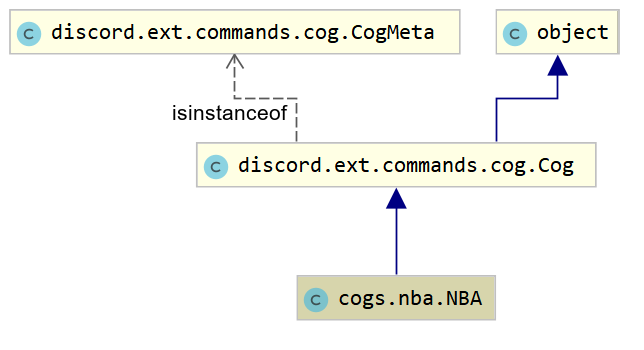 C discord.ext.commands.cog.CogMeta
C object
isinstanceof
C discord.ext.commands.cog.Cog
C cogs.nba.NBA